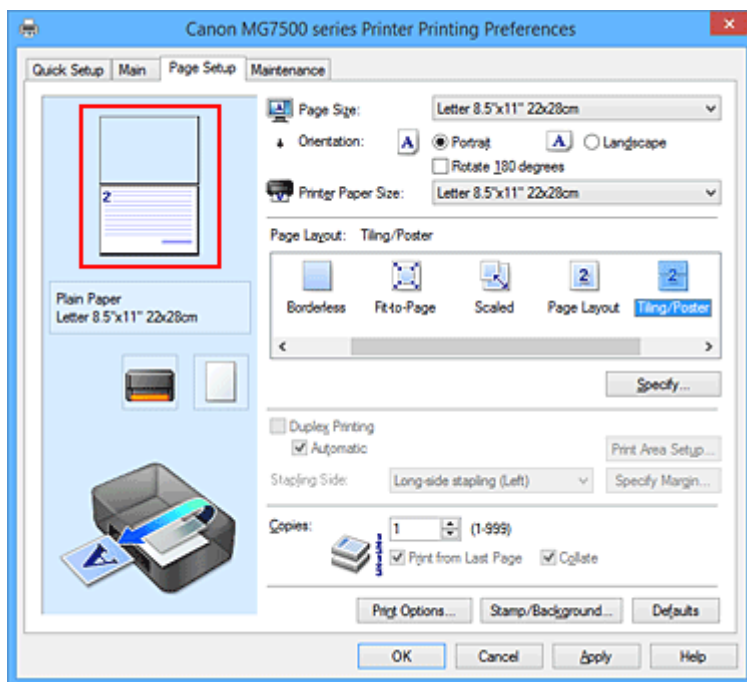 Canon MG7500 series Printer Printing Preferences
Quick Setup Main Page Setup Maintenance
Page Size: Letter 8.5"x11" 22x28cm
Orientation: A Portrait A Landscape
Rotate 180 degrees
Printer Paper Size: Letter 8.5"x11" 22x28cm
2
Page Layout: Tiling/Poster
2 2
Borderless Fit-to-Page Scaled Page Layout Tiling/Poster
Plain Paper
Letter 8.5"x11" 22x28cm
Specify...
Duplex Printing
Automatic Print Area Setup...
Stapling Side: Long-side stapling (Left) Specify Margin...
Copies: 1 (1-999)
Print from Last Page Collate
A
Print Options... Stamp/Background... Defaults
OK Cancel Apply Help